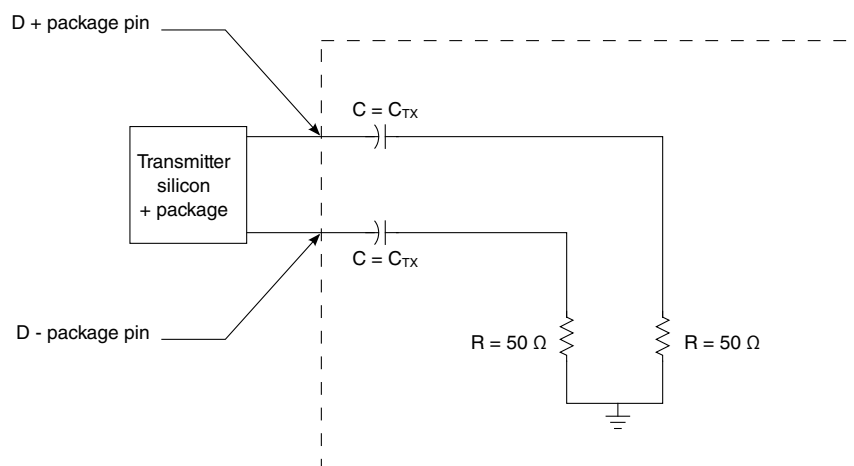 D + package pin
C = CTX
Transmitter
silicon
+ package
C = CTX
D - package pin
R = 50 Ω
R = 50 Ω